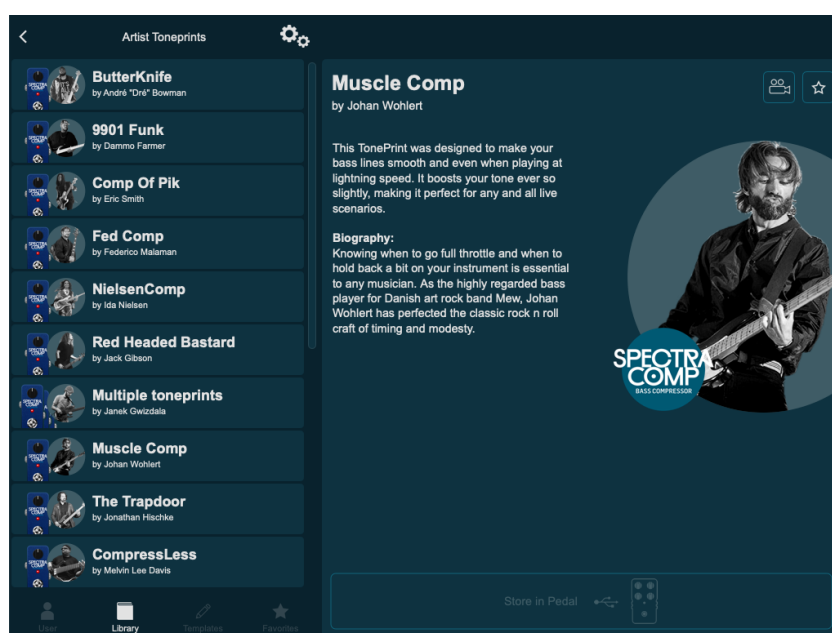 Artist Toneprints
ButterKnife
by André "Dré" Bowman
9901 Funk
by Dammo Farmer
Comp Of Pik
by Eric Smith
Fed Comp
by Federico Malaman
NielsenComp
by Ida Nielsen
Red Headed Bastard
by Jack Gibson
Multiple toneprints
by Janek Gwizdala
Muscle Comp
by Johan Wohlert
The Trapdoor
by Jonathan Hischke
CompressLess
by Melvin Lee Davis
User
Library
Templates
Favorites
Muscle Comp
by Johan Wohlert
This TonePrint was designed to make your
bass lines smooth and even when playing at
lightning speed. It boosts your tone ever so
slightly, making it perfect for any and all live
scenarios.
Biography:
Knowing when to go full throttle and when to
hold back a bit on your instrument is essential
to any musician. As the highly regarded bass
player for Danish art rock band Mew, Johan
Wohlert has perfected the classic rock n roll
craft of timing and modesty.
SPECTRA
COMP
BASS COMPRESSOR
Store in Pedal